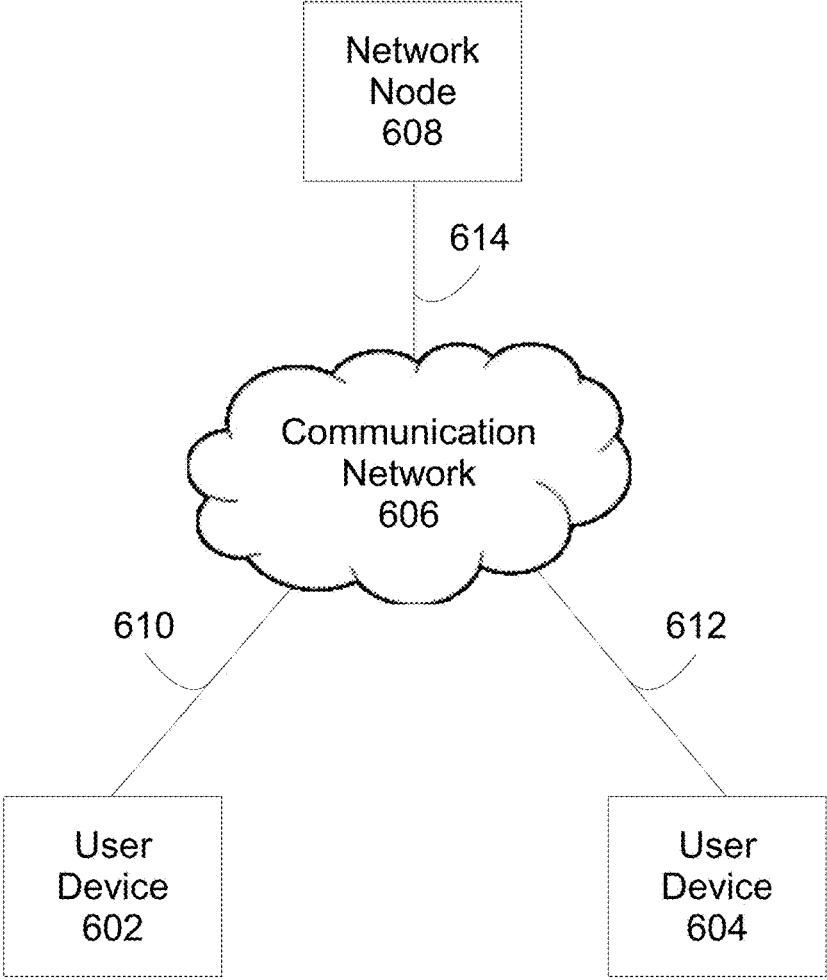 Network
Node
608
614
Communication
Network
606
610
612
User
Device
602
User
Device
604